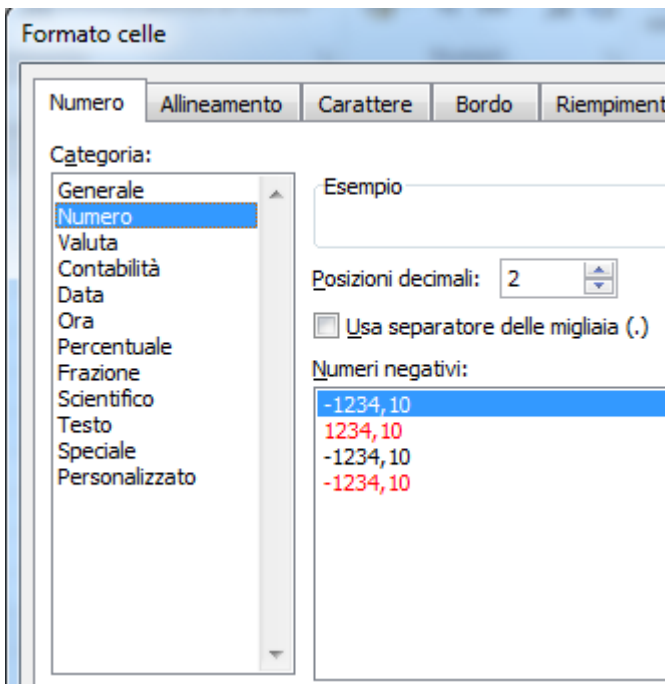 Formato celle
Numero Allineamento Carattere Bordo Riempiment
Categoria:
Generale
Numero
Valuta
Contabilità
Data
Ora
Percentuale
Frazione
Scientifico
Testo
Speciale
Personalizzato
Esempio
Posizioni decimali: 2
Usa separatore delle migliaia (.)
Numeri negativi:
-1234,10
1234,10
-1234,10
-1234,10